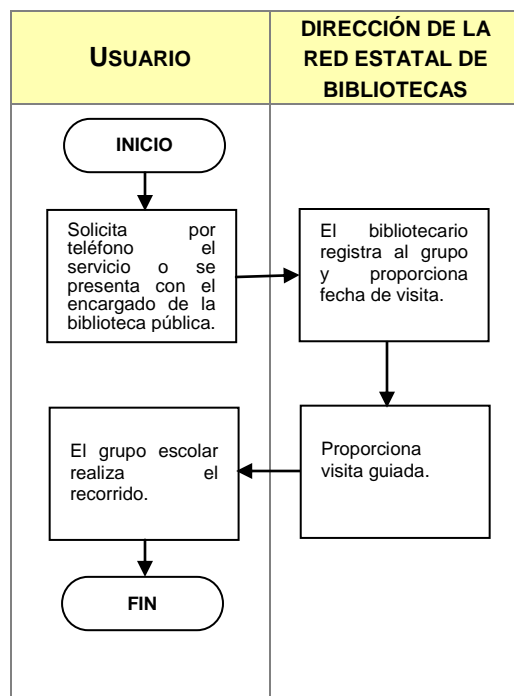 USUARIO
DIRECCIÓN DE LA
RED ESTATAL DE
BIBLIOTECAS
INICIO
Solicita por
teléfono el
servicio o se
presenta con el
encargado de la
biblioteca pública.
El bibliotecario
registra al grupo
y proporciona
fecha de visita.
Proporciona
visita guiada.
El grupo escolar
realiza el
recorrido.
FIN